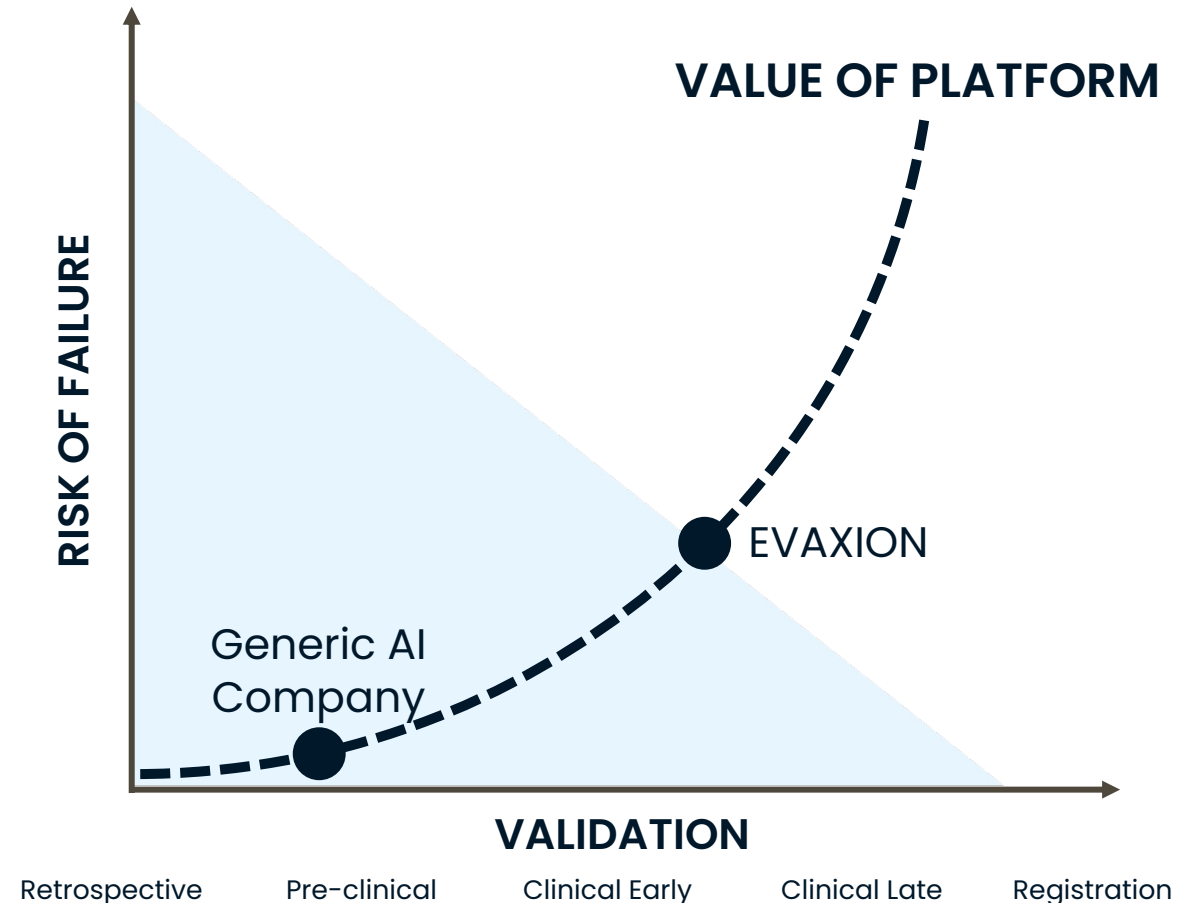 VALUE OF PLATFORM
RISK OF FAILURE
EVAXION
Generic AI
Company
VALIDATION
Retrospective
Pre-clinical
Clinical Early
Clinical Late
Registration